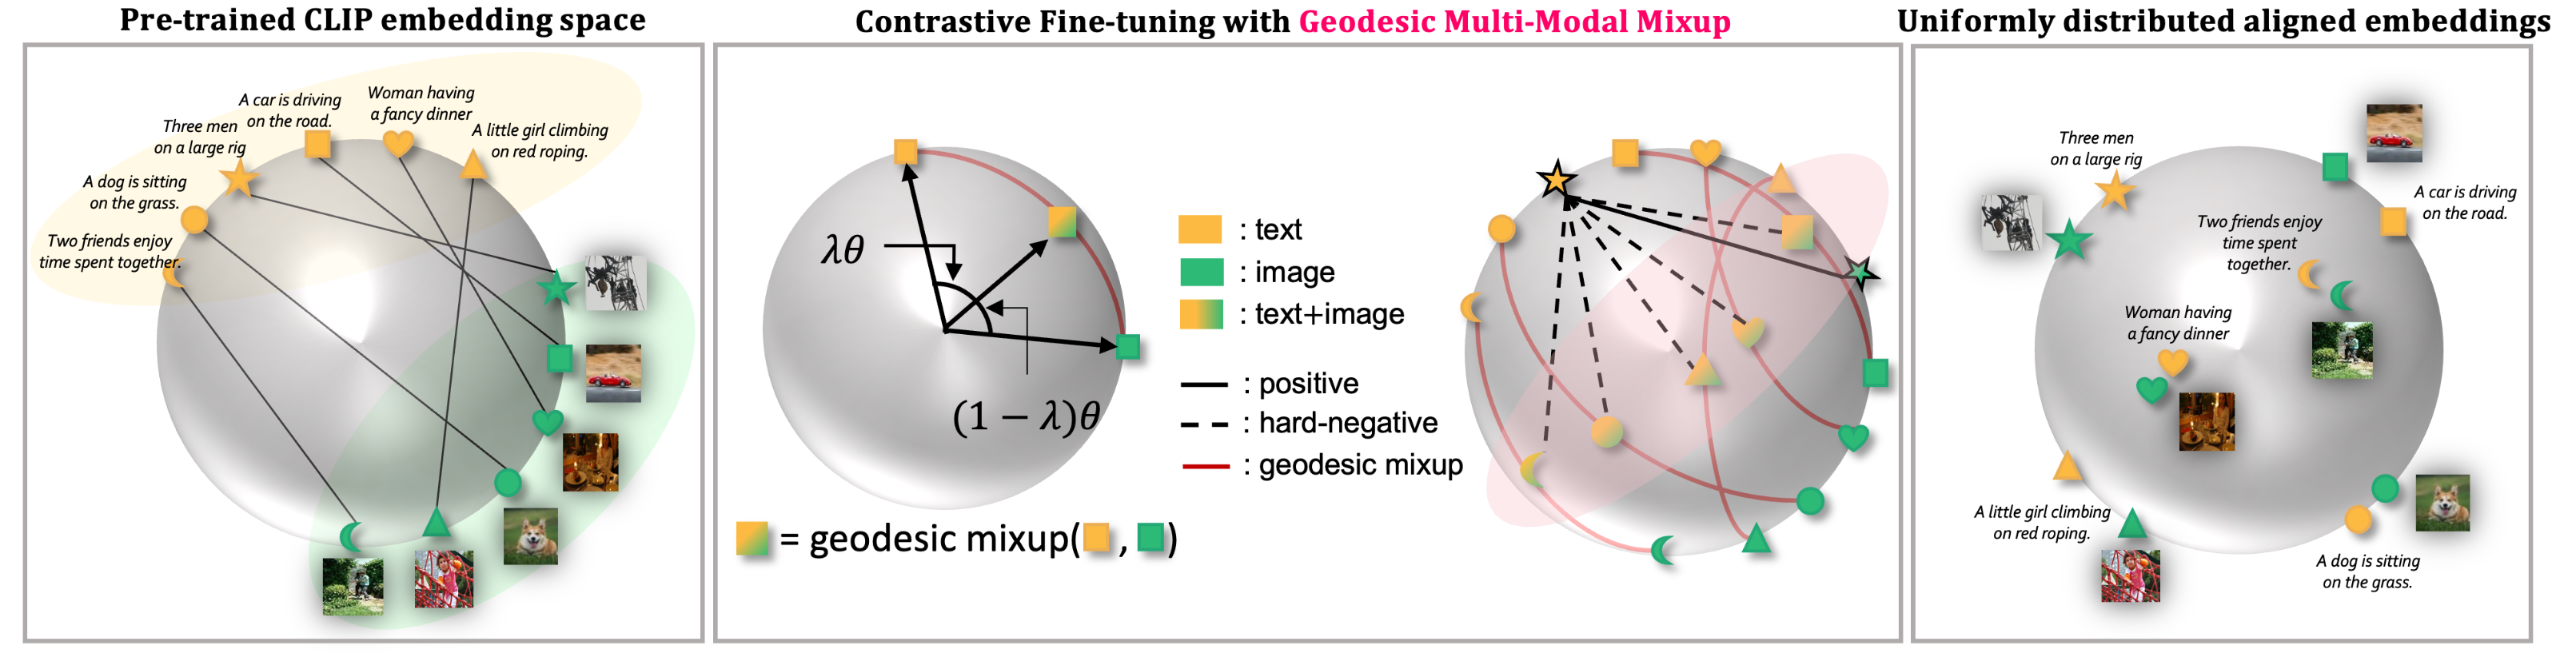 Pre-trained CLIP embedding space
A car is driving
on the road.
Woman having
a fancy dinner
Three men
on a large rig
A little girl climbing
on red roping.
A dog is sitting
on the grass.
Two friends enjoy
time spent together.
Contrastive Fine-tuning with Geodesic Multi-Modal Mixup
λθ
(1 − λ)θ
= geodesic mixup( , )
: text
: image
: text+image
: positive
: hard-negative
: geodesic mixup
Uniformly distributed aligned embeddings
Three men
on a large rig
A car is driving
on the road.
Two friends enjoy
time spent
together.
Woman having
a fancy dinner
A little girl climbing
on red roping.
A dog is sitting
on the grass.